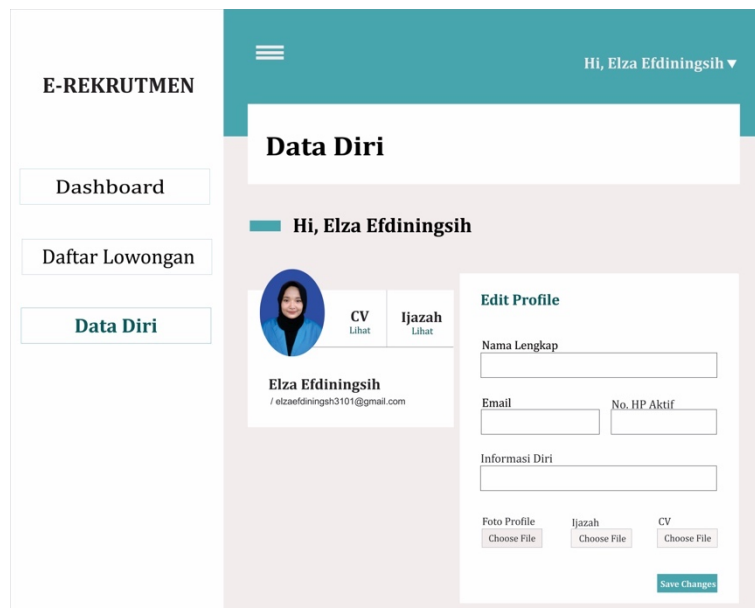 E-REKRUTMEN
Dashboard
Daftar Lowongan
Data Diri
Hi, Elza Efdiningsih ▼
Data Diri
Hi, Elza Efdiningsih
CV
Lihat
Ijazah
Lihat
Elza Efdiningsih
/ elzaefdiningsh3101@gmail.com
Edit Profile
Nama Lengkap
Email
No. HP Aktif
Informasi Diri
Foto Profile
Choose File
Ijazah
Choose File
CV
Choose File
Save Changes